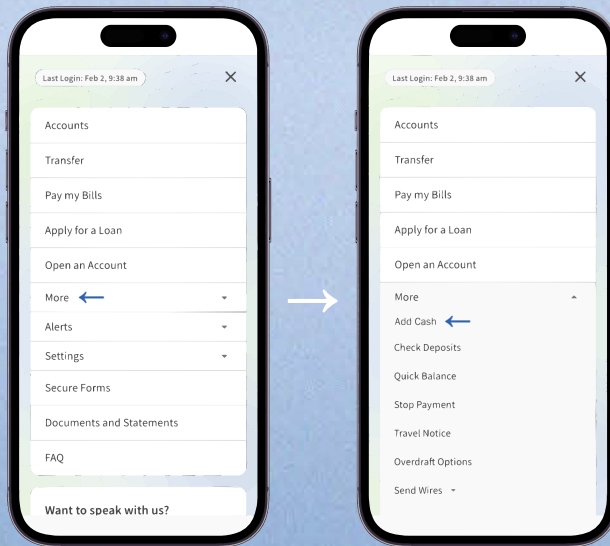 Last Login: Feb 2, 9:38 am
Accounts
Transfer
Pay my Bills
Apply for a Loan
Open an Account
More
Alerts
Settings
Secure Forms
Documents and Statements
FAQ
Want to speak with us?
Last Login: Feb 2, 9:38 am
Accounts
Transfer
Pay my Bills
Apply for a Loan
Open an Account
More
Add Cash
Check Deposits
Quick Balance
Stop Payment
Travel Notice
Overdraft Options
Send Wires